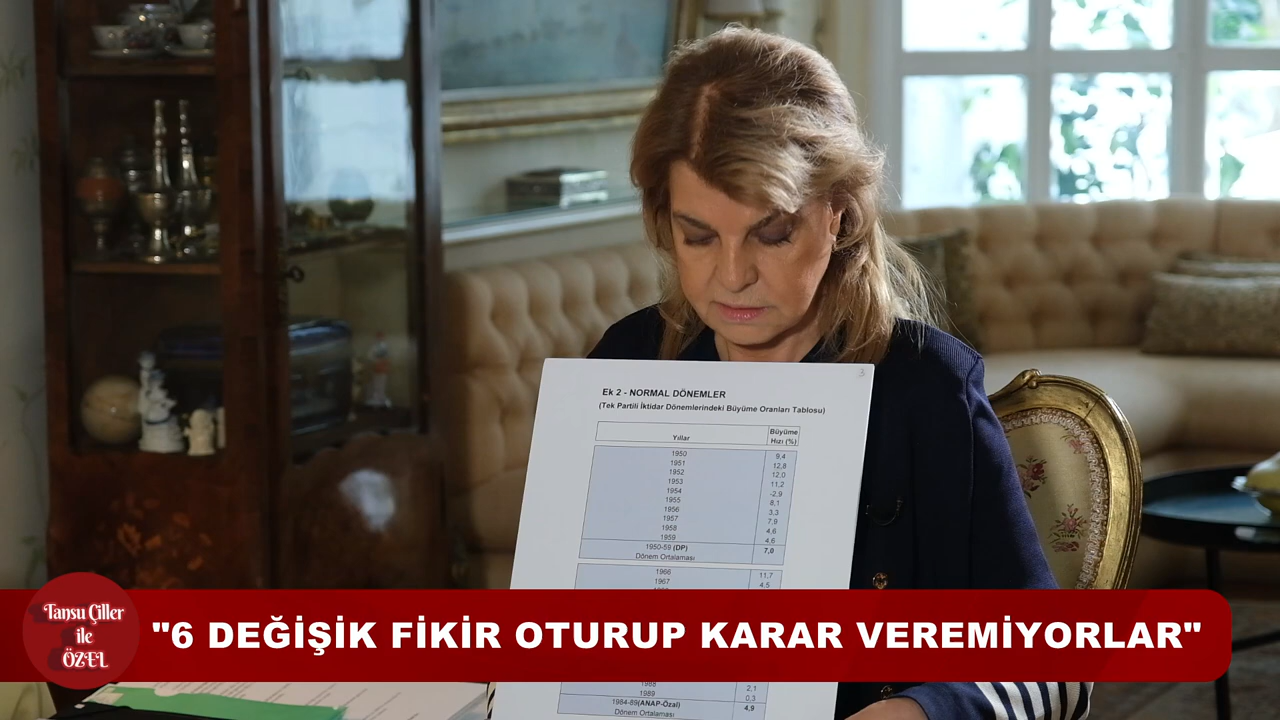 3
Ek 2 - NORMAL DÖNEMLER
(Tek Partili İktidar Dönemlerindeki Büyüme Oranları Tablosu)
Yıllar Büyüme
Hızı (%)
1950 9,4
1951 12,8
1952 12,0
1953 11,2
1954 -2,9
1955 8,1
1956 3,3
1957 7,9
1958 4,6
1959 4,6
1950-59 (DP) 7,0
Dönem Ortalaması
1966 11,7
1967 4,5
Tansu Çiller
ile
ÖZEL
"6 DEĞİŞİK FİKİR OTURUP KARAR VEREMİYORLAR"
2,1
1989 0,3
1984-89(ANAP-Özal) 4,9
Dönem Ortalaması